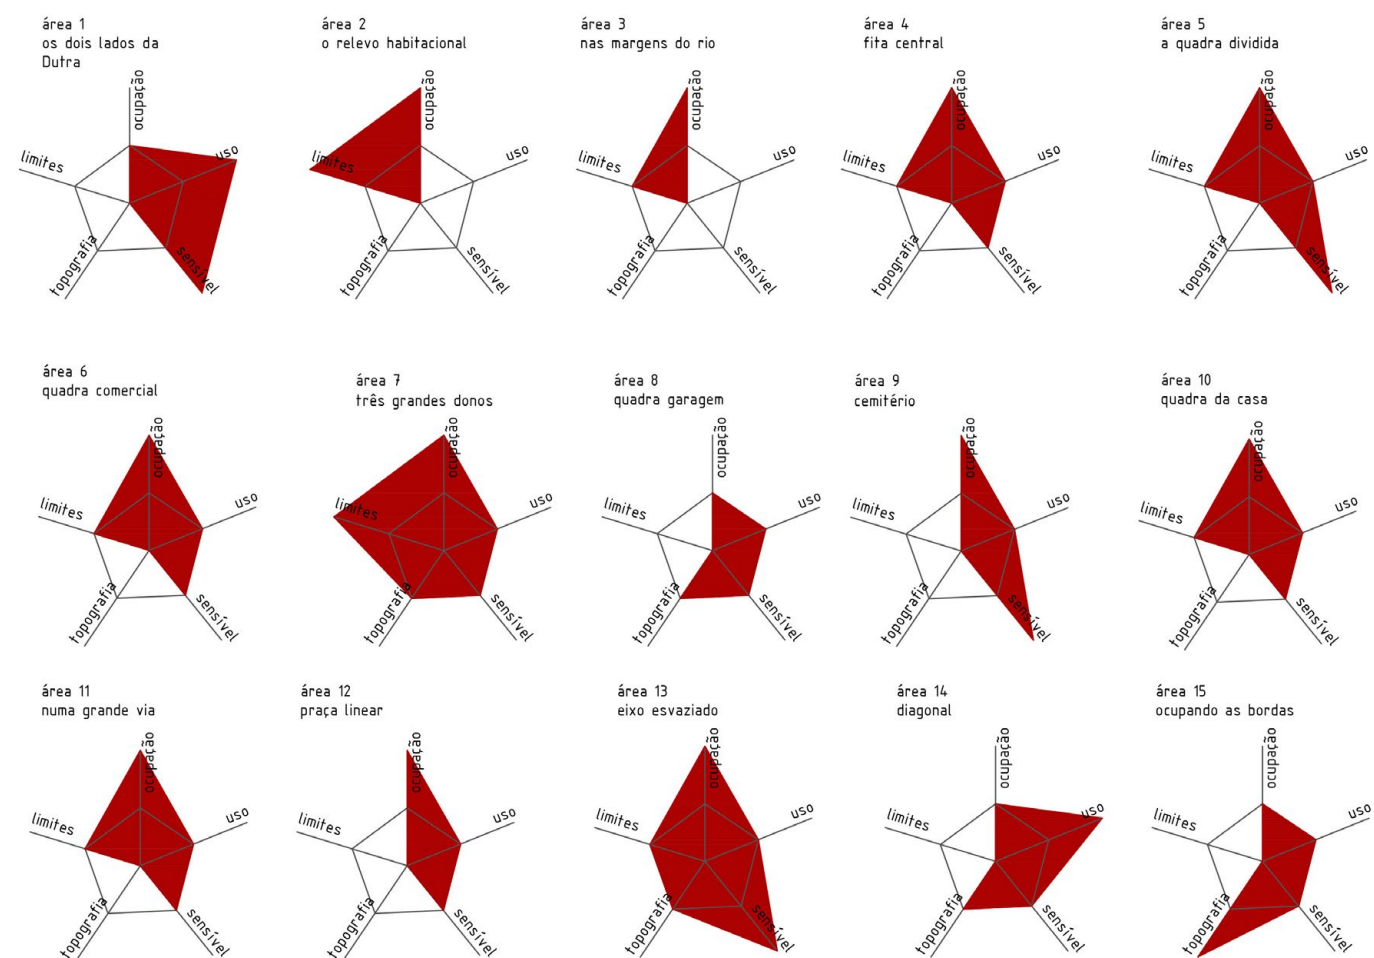 área 1
os dois lados da
Dutra
ocupação
uso
limites
topografia
sensível
área 2
o relevo habitacional
ocupação
uso
limites
topografia
sensível
área 3
nas margens do rio
ocupação
uso
limites
topografia
sensível
área 4
fita central
ocupação
uso
limites
topografia
sensível
área 5
a quadra dividida
ocupação
uso
limites
topografia
sensível
área 6
quadra comercial
ocupação
uso
limites
topografia
sensível
área 7
três grandes donos
ocupação
uso
limites
topografia
sensível
área 8
quadra garagem
ocupação
uso
limites
topografia
sensível
área 9
cemitério
ocupação
uso
limites
topografia
sensível
área 10
quadra da casa
ocupação
uso
limites
topografia
sensível
área 11
numa grande via
ocupação
uso
limites
topografia
sensível
área 12
praça linear
ocupação
uso
limites
topografia
sensível
área 13
eixo esvaziado
ocupação
uso
limites
topografia
sensível
área 14
diagonal
ocupação
uso
limites
topografia
sensível
área 15
ocupando as bordas
ocupação
uso
limites
topografia
sensível